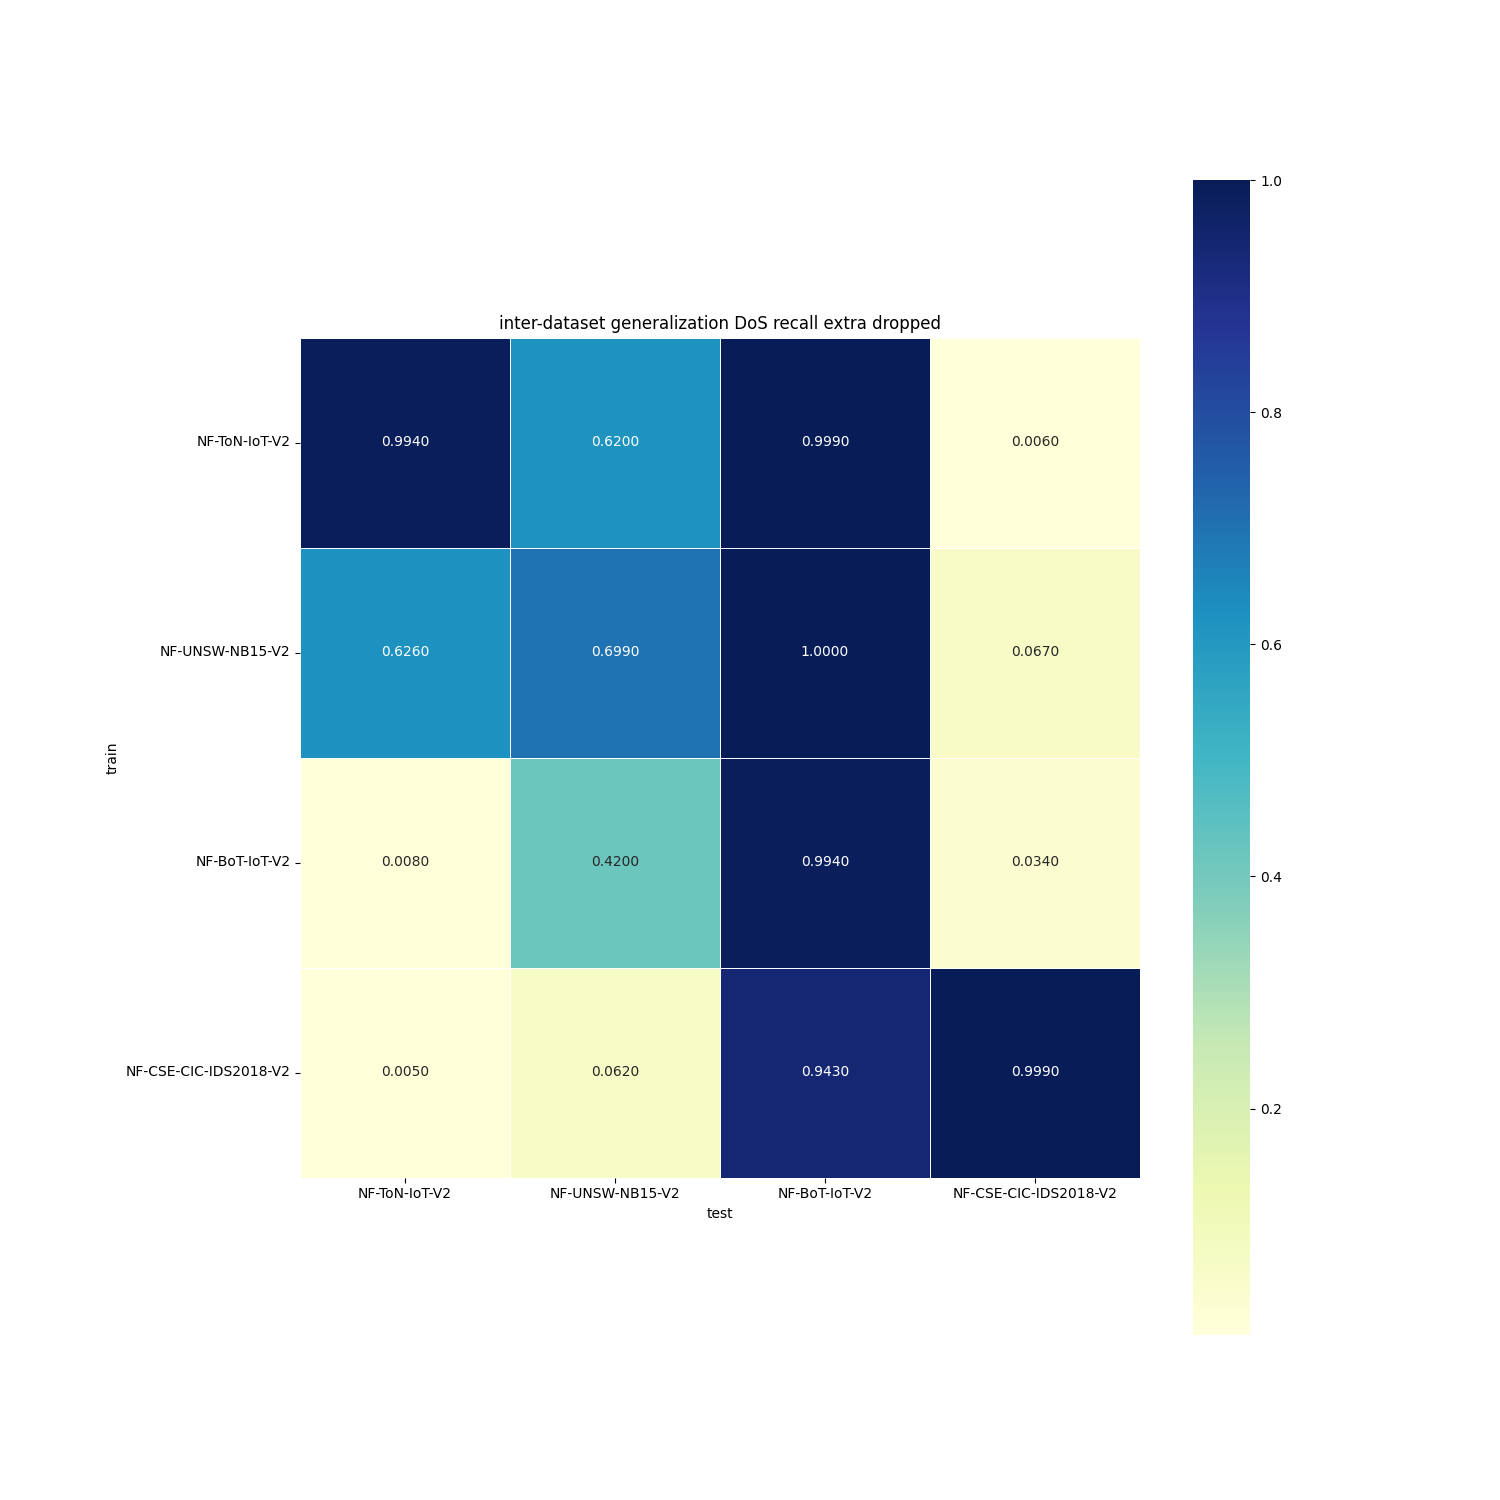 inter-dataset generalization DoS recall extra dropped
train
NF-ToN-IoT-V2
0.9940 0.6200 0.9990 0.0060
NF-UNSW-NB15-V2
0.6260 0.6990 1.0000 0.0670
NF-BoT-IoT-V2
0.0080 0.4200 0.9940 0.0340
NF-CSE-CIC-IDS2018-V2
0.0050 0.0620 0.9430 0.9990
NF-ToN-IoT-V2 NF-UNSW-NB15-V2 NF-BoT-IoT-V2 NF-CSE-CIC-IDS2018-V2
test
1.0
0.8
0.6
0.4
0.2